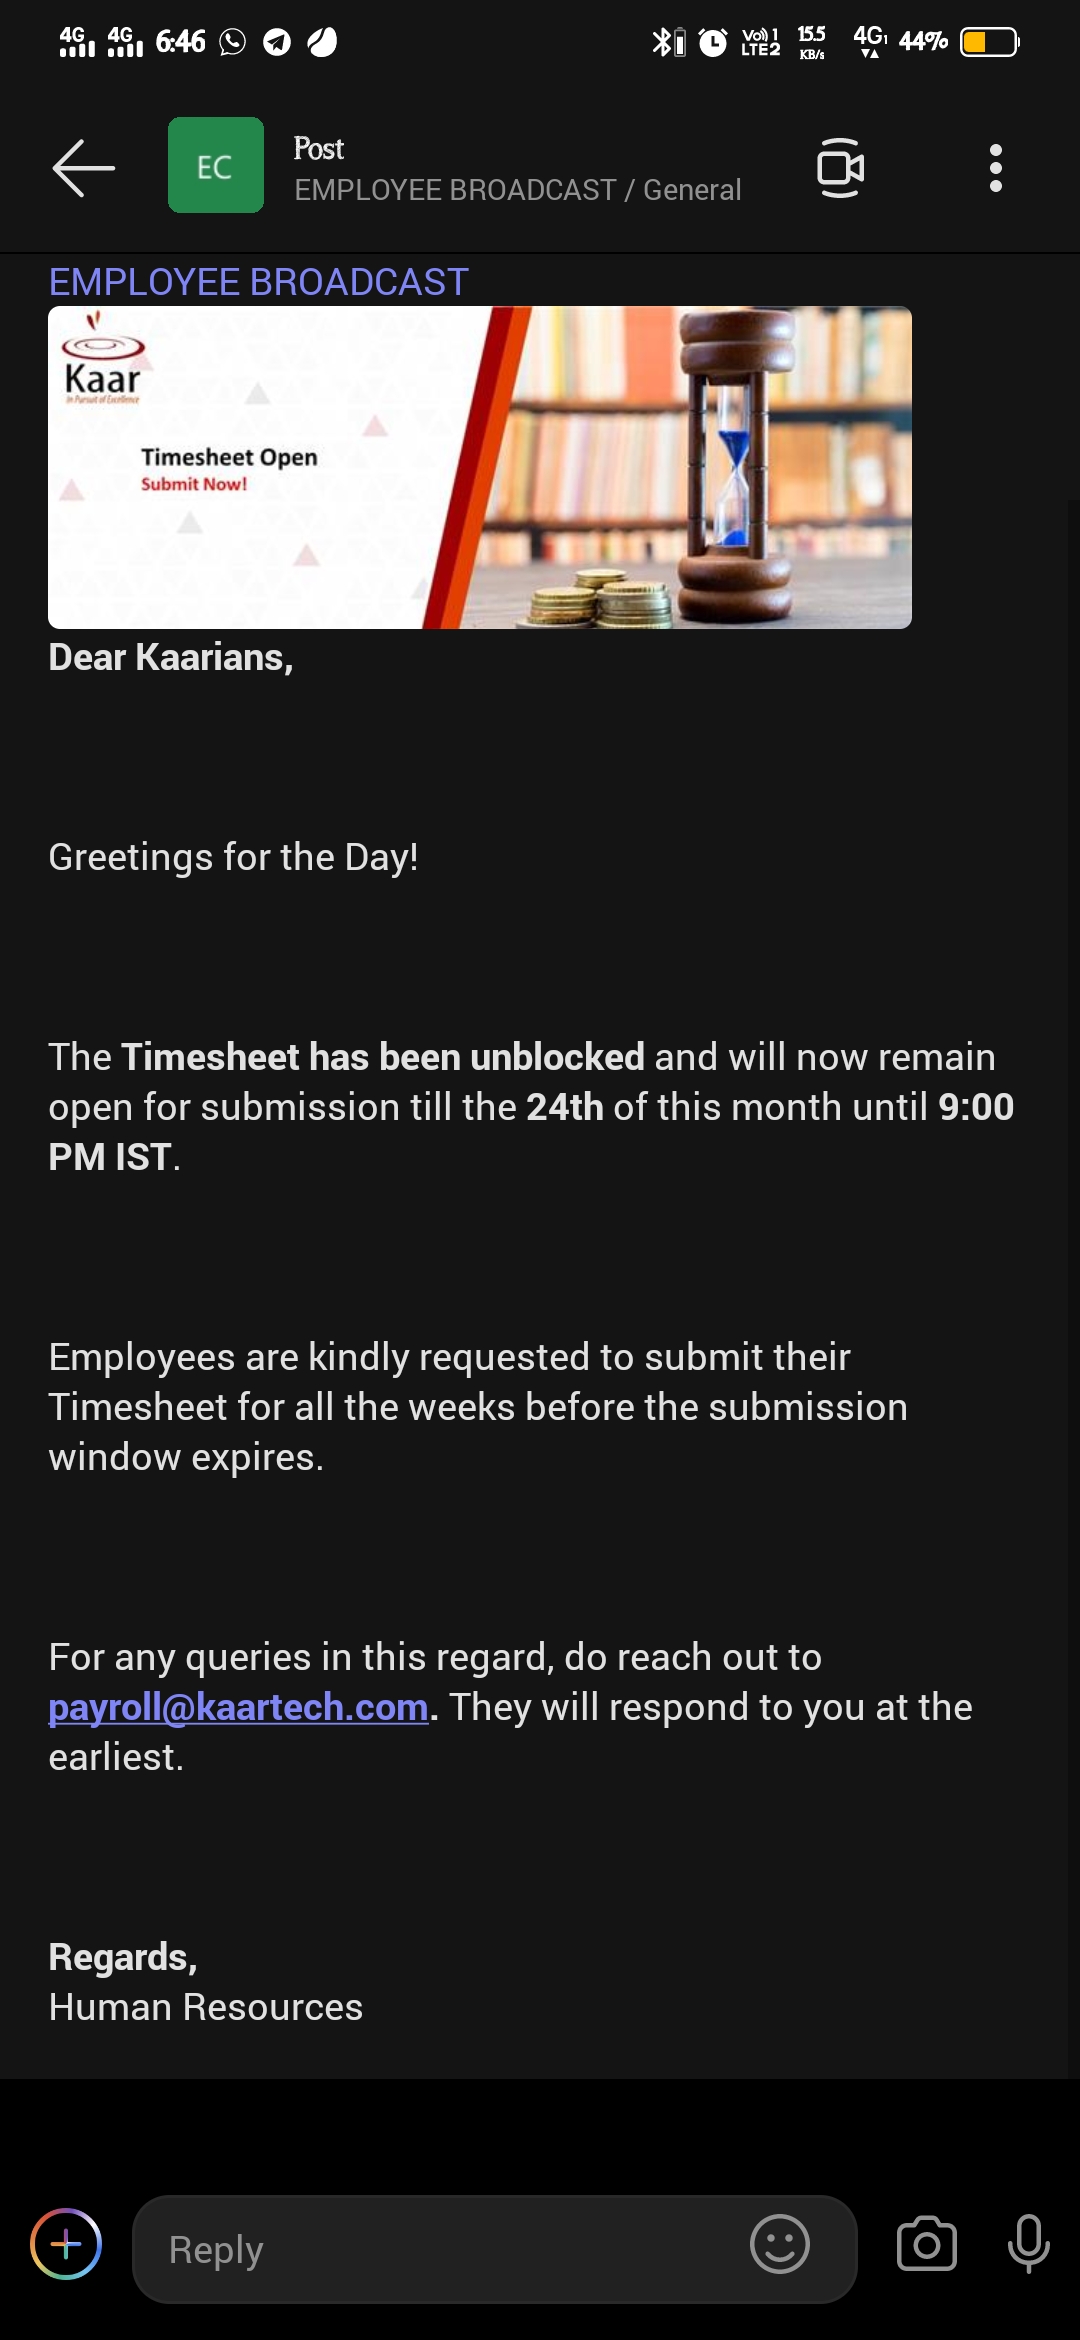 4G 4G 6:46 Vo)) 1 LTE2 15.5 KB/s 4G 44%
EC
Post
EMPLOYEE BROADCAST / General
EMPLOYEE BROADCAST
Kaar
In Pursuit of Excellence
Timesheet Open
Submit Now!
Dear Kaarians,
Greetings for the Day!
The Timesheet has been unblocked and will now remain
open for submission till the 24th of this month until 9:00
PM IST.
Employees are kindly requested to submit their
Timesheet for all the weeks before the submission
window expires.
For any queries in this regard, do reach out to
payroll@kaartech.com. They will respond to you at the
earliest.
Regards,
Human Resources
Reply